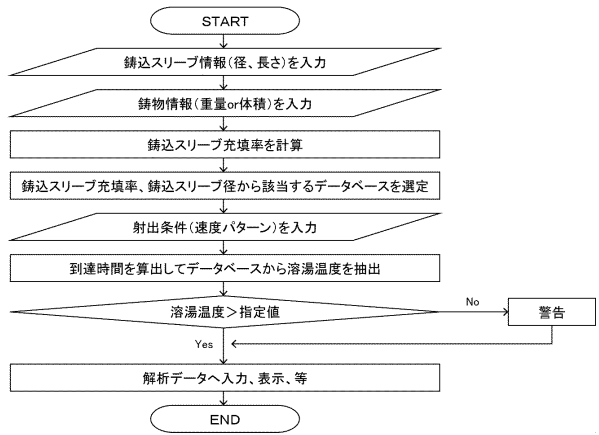 START
鋳込スリーブ情報(径、長さ)を入力
鋳物情報(重量or体積)を入力
鋳込スリーブ充填率を計算
鋳込スリーブ充填率、鋳込スリーブ径から該当するデータベースを選定
射出条件(速度パターン)を入力
到達時間を算出してデータベースから溶湯温度を抽出
溶湯温度>指定値
No
警告
Yes
解析データへ入力、表示、等
END